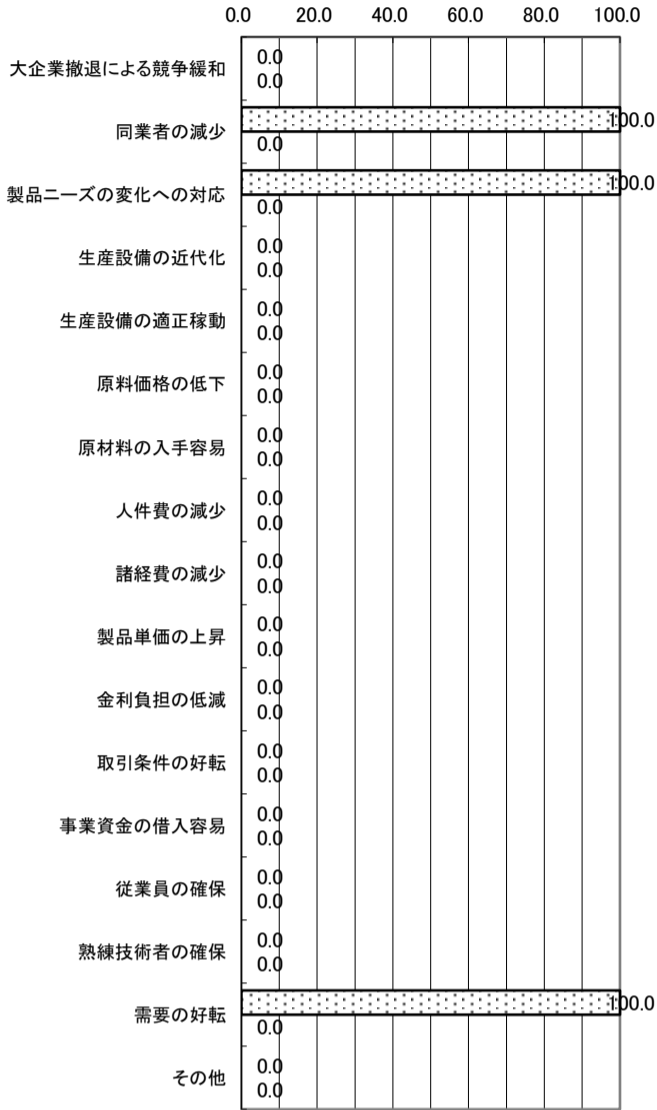 0.0 20.0 40.0 60.0 80.0 100.0
大企業撤退による競争緩和
0.0
0.0
同業者の減少
100.0
0.0
製品ニーズの変化への対応
100.0
0.0
生産設備の近代化
0.0
0.0
生産設備の適正稼動
0.0
0.0
原料価格の低下
0.0
0.0
原材料の入手容易
0.0
0.0
人件費の減少
0.0
0.0
諸経費の減少
0.0
0.0
製品単価の上昇
0.0
0.0
金利負担の低減
0.0
0.0
取引条件の好転
0.0
0.0
事業資金の借入容易
0.0
0.0
従業員の確保
0.0
0.0
熟練技術者の確保
0.0
0.0
需要の好転
100.0
0.0
その他
0.0
0.0